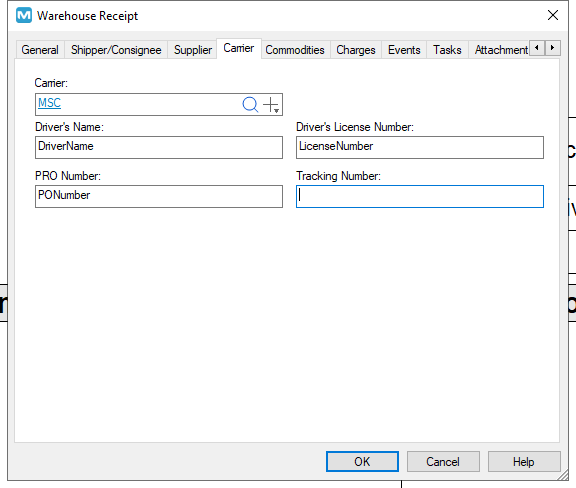 Warehouse Receipt
General Shipper/Consignee Supplier Carrier Commodities Charges Events Tasks Attachment
Carrier:
MSC
Driver's Name: Driver's License Number:
DriverName LicenseNumber
PRO Number: Tracking Number:
PONumber
OK Cancel Help